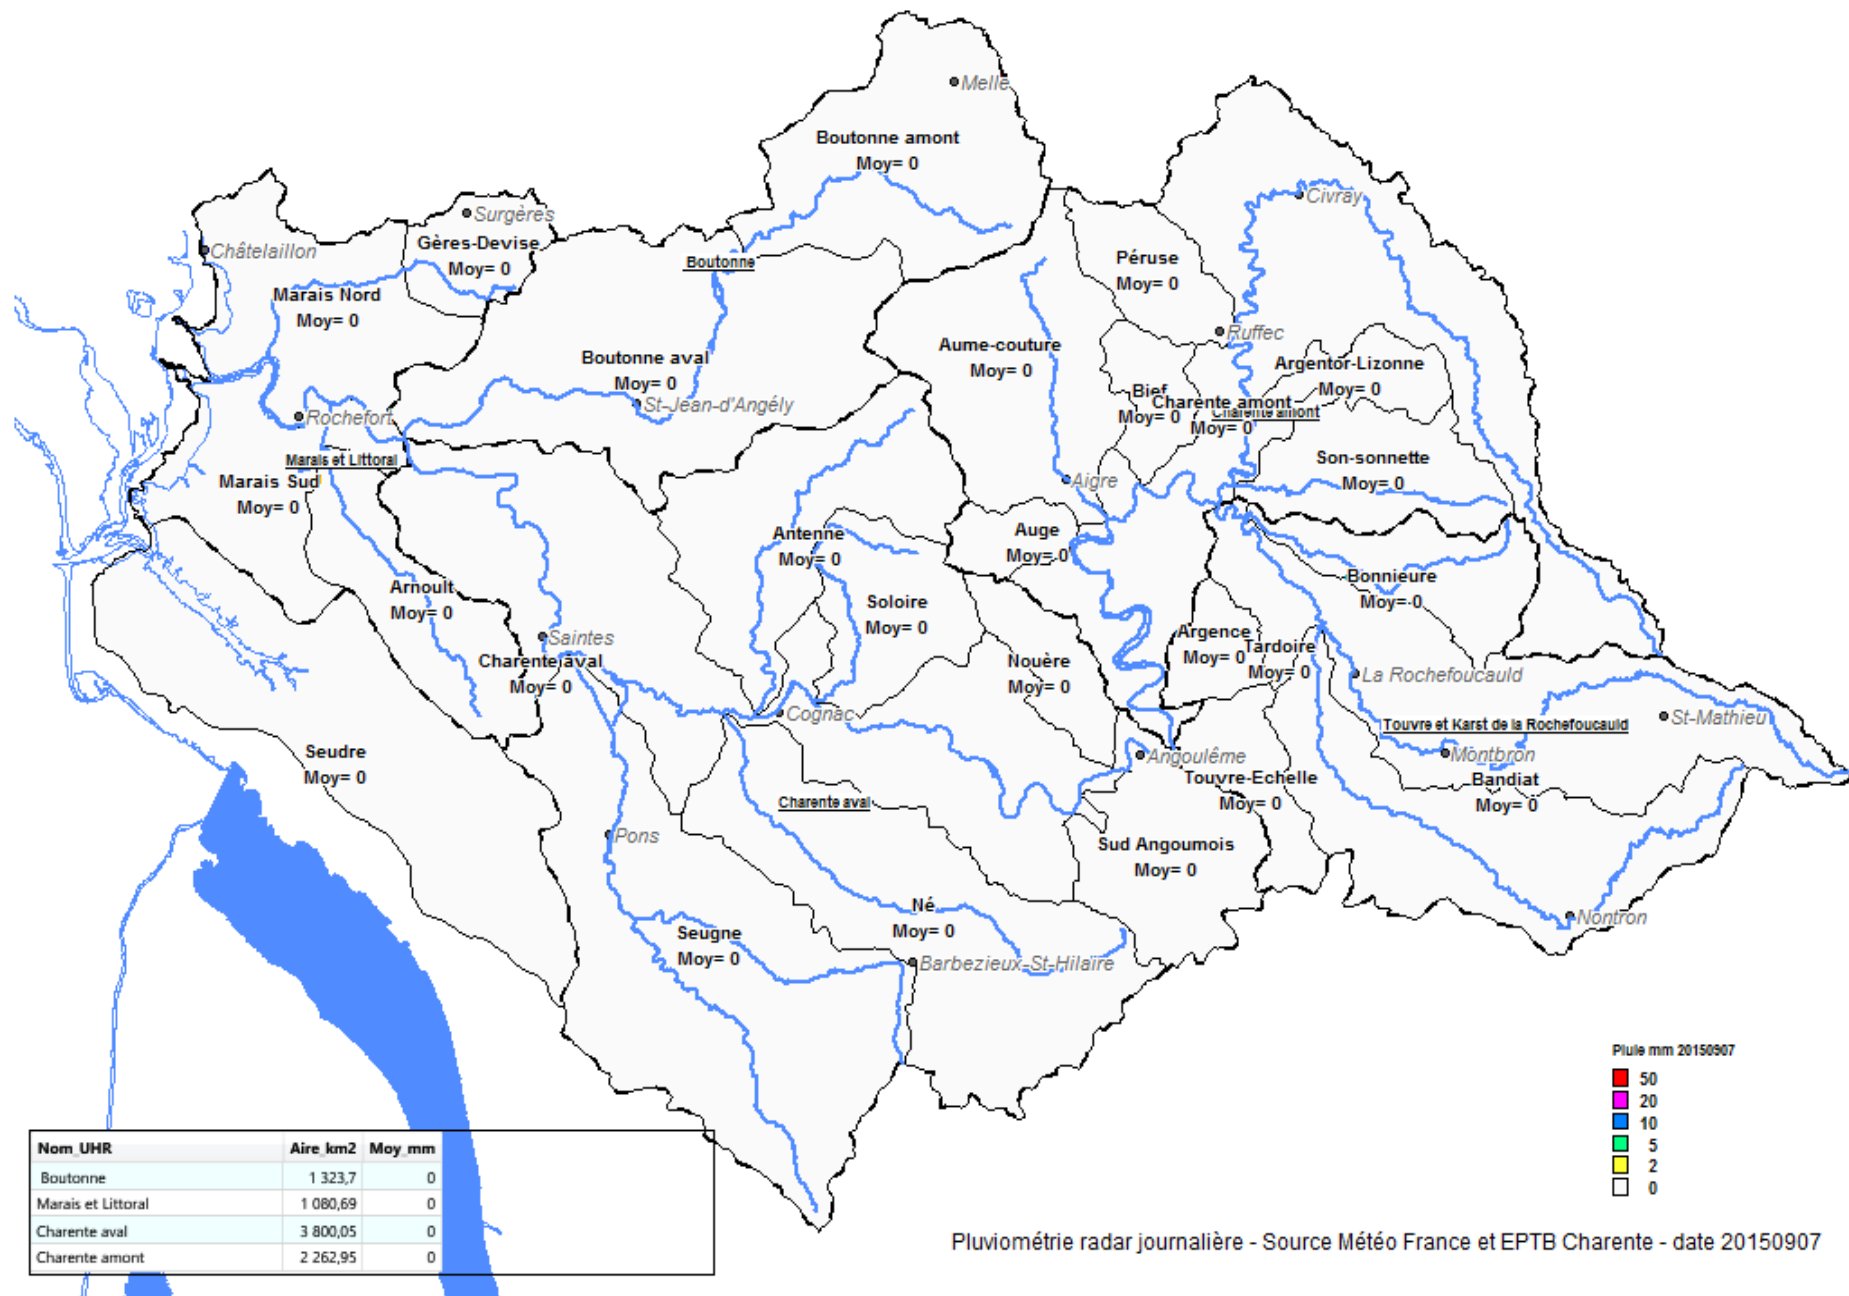 Melle
Boutonne amont
Moy= 0
Civray
Surgères
Gères-Devise
Moy= 0
Châtelaillon
Boutonne
Péruse
Moy= 0
Marais Nord
Moy= 0
Ruffec
Aume-couture
Moy= 0
Boutonne aval
Moy= 0
Argentor-Lizonne
Moy= 0
Bief
Moy= 0
Charente amont
Charente amont
Moy= 0
St-Jean-d'Angély
Rochefort
Marais et Littoral
Son-sonnette
Moy= 0
Marais Sud
Moy= 0
Aigre
Antenne
Moy= 0
Auge
Moy= 0
Arnoult
Moy= 0
Bonnieure
Moy= 0
Soloire
Moy= 0
Saintes
Argence
Moy= 0
Tardoire
Moy= 0
Charente aval
Moy= 0
Nouère
Moy= 0
La Rochefoucauld
Cognac
St-Mathieu
Touvre et Karst de la Rochefoucauld
Seudre
Moy= 0
Angoulême
Montbron
Touvre-Echelle
Moy= 0
Bandiat
Moy= 0
Charente aval
Pons
Sud Angoumois
Moy= 0
Né
Moy= 0
Nontron
Seugne
Moy= 0
Barbezieux-St-Hilaire
Pluie mm 20150907
50
20
10
5
2
0
Nom_UHR Aire_km2 Moy_mm
Boutonne 1 323,7 0
Marais et Littoral 1 080,69 0
Charente aval 3 800,05 0
Charente amont 2 262,95 0
Pluviométrie radar journalière - Source Météo France et EPTB Charente - date 20150907